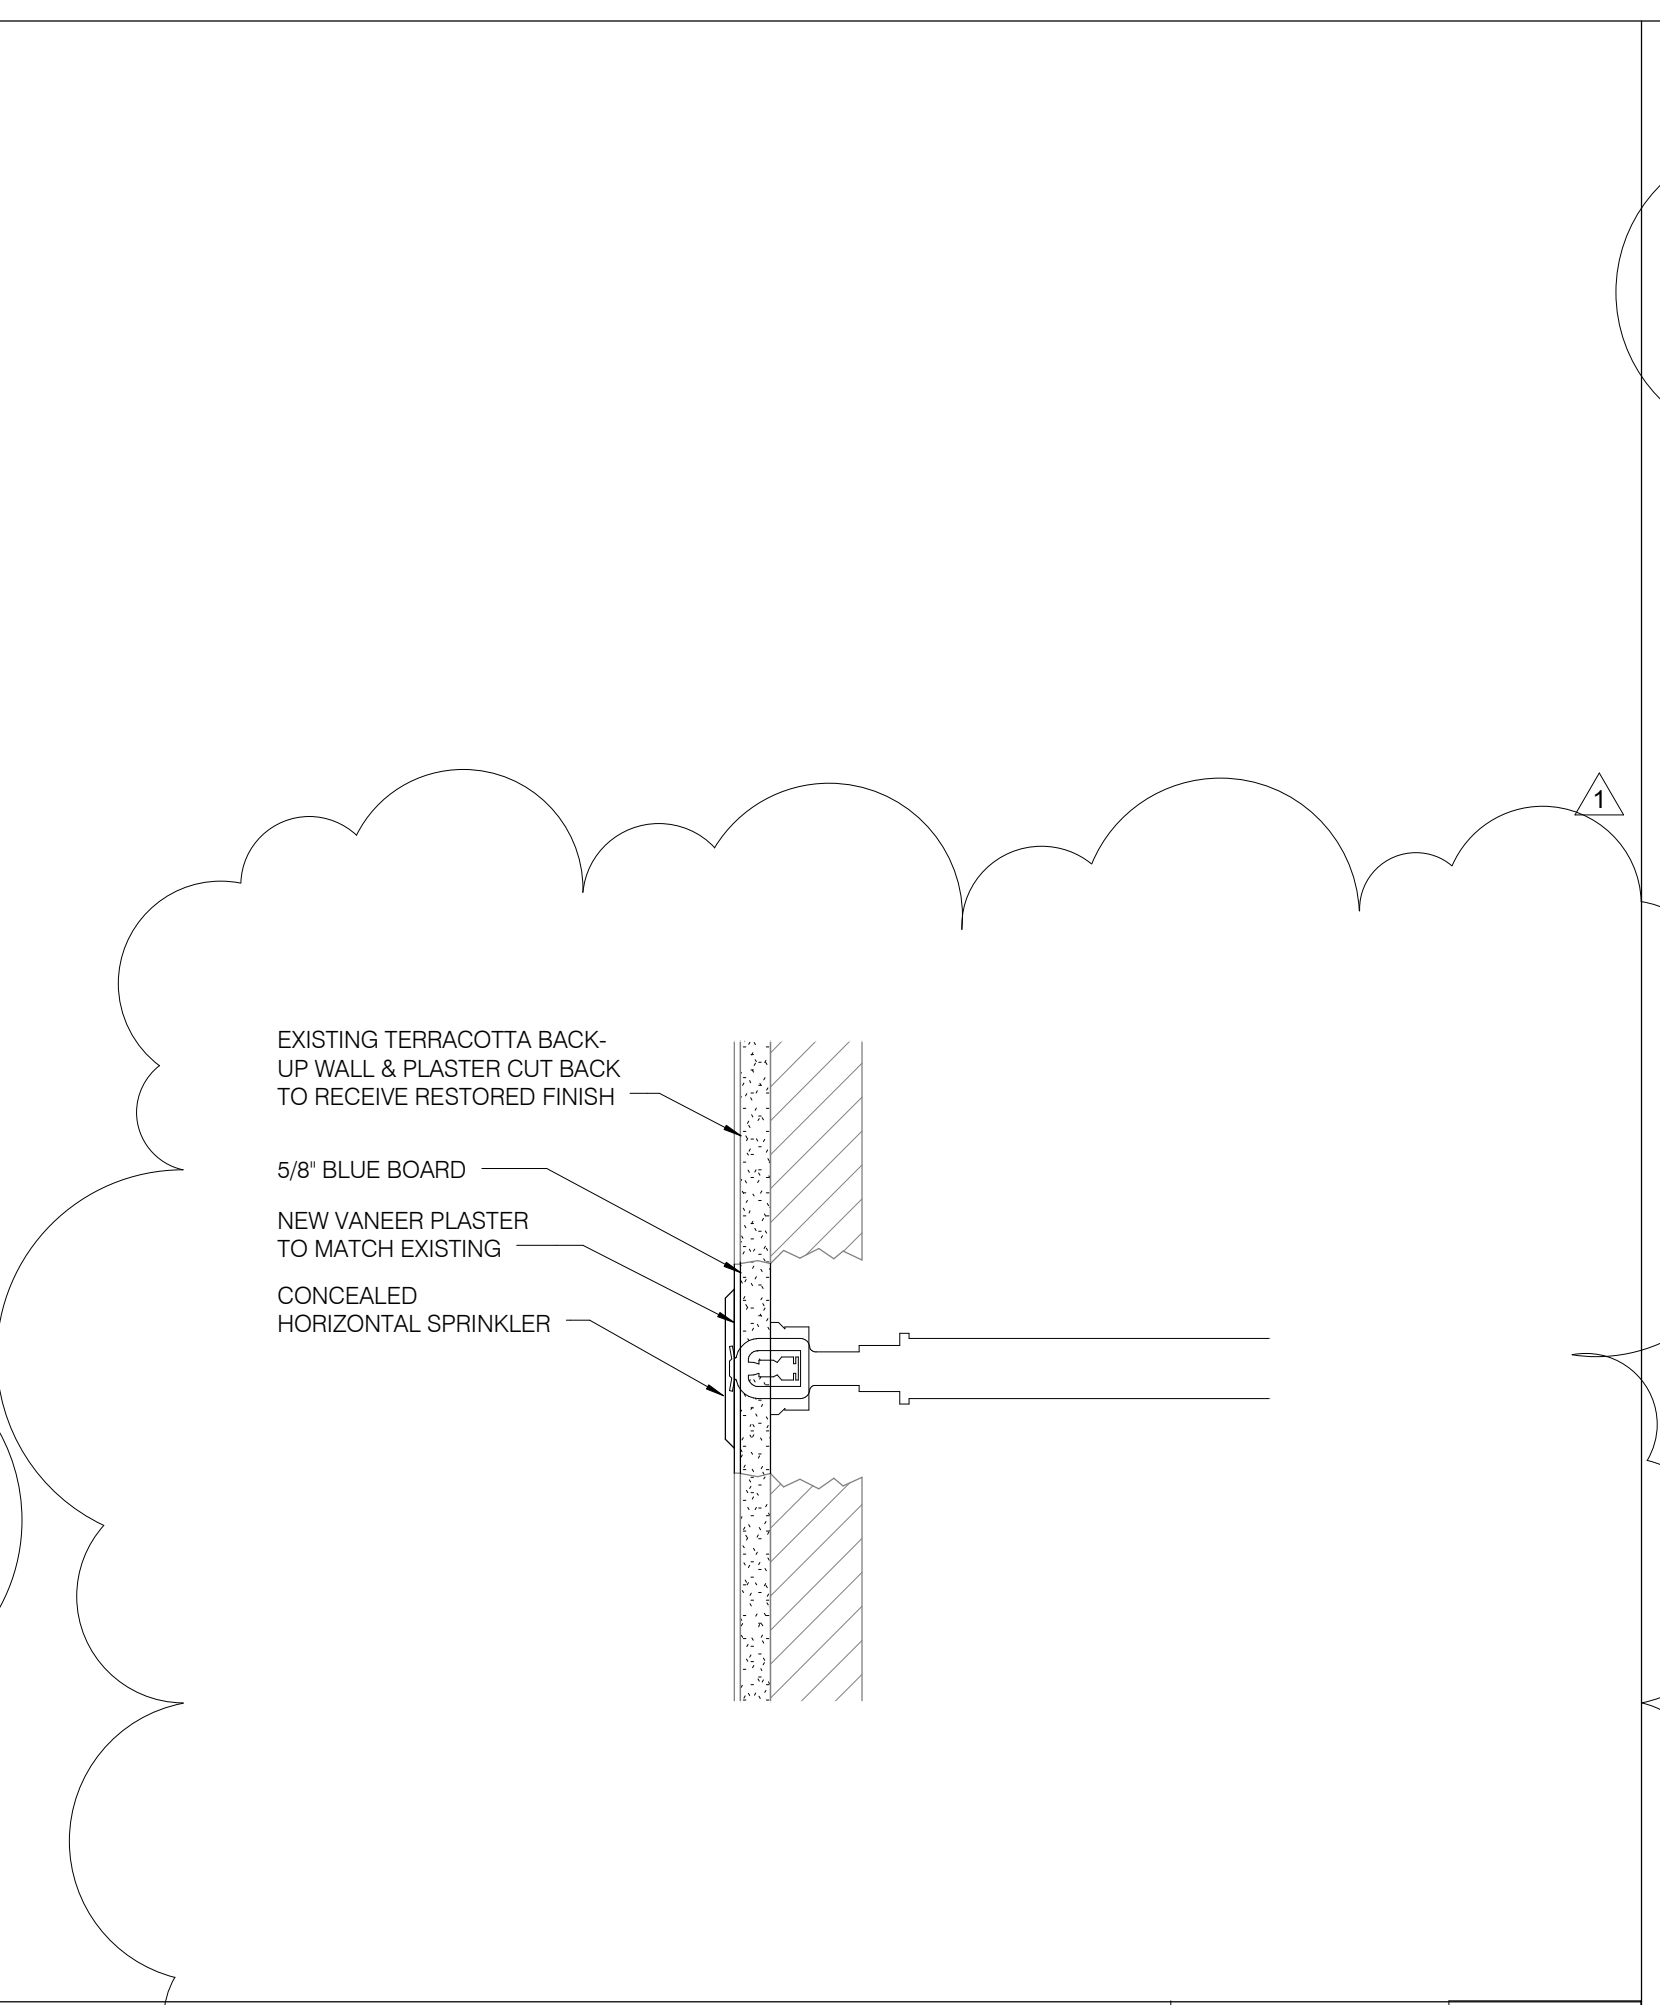 1
EXISTING TERRACOTTA BACK-
UP WALL & PLASTER CUT BACK
TO RECEIVE RESTORED FINISH
5/8" BLUE BOARD
NEW VANEER PLASTER
TO MATCH EXISTING
CONCEALED
HORIZONTAL SPRINKLER